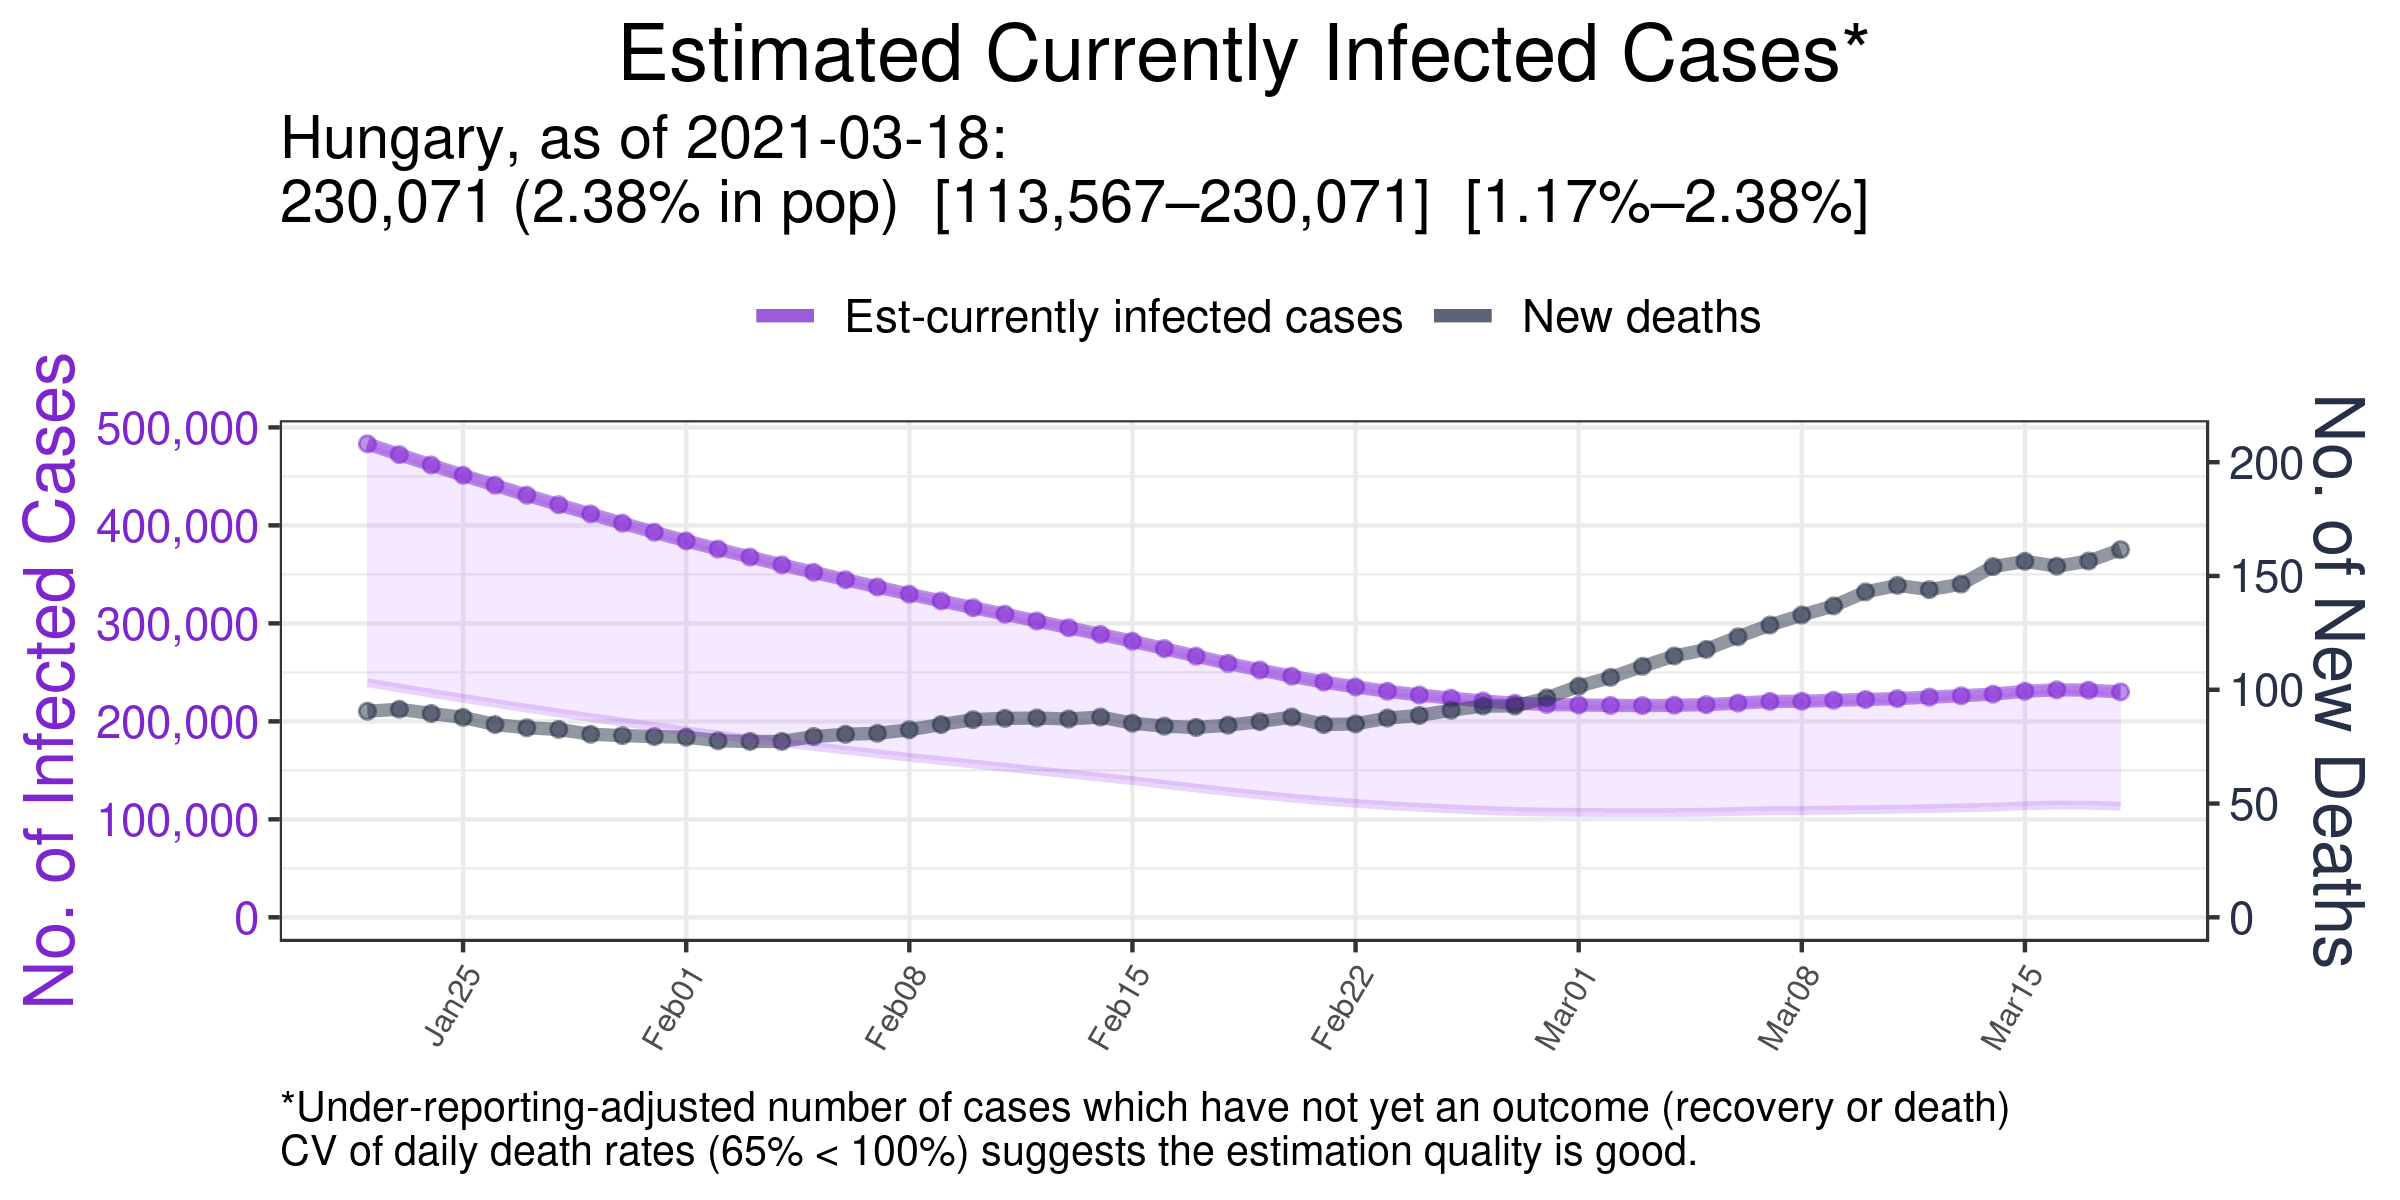 Estimated Currently Infected Cases*
Hungary, as of 2021-03-18:
230,071 (2.38% in pop) [113,567–230,071] [1.17%–2.38%]
Est-currently infected cases New deaths
No. of Infected Cases
500,000
400,000
300,000
200,000
100,000
0
200
150
100
50
0
No. of New Deaths
Jan25 Feb01 Feb08 Feb15 Feb22 Mar01 Mar08 Mar15
*Under-reporting-adjusted number of cases which have not yet an outcome (recovery or death)
CV of daily death rates (65% < 100%) suggests the estimation quality is good.